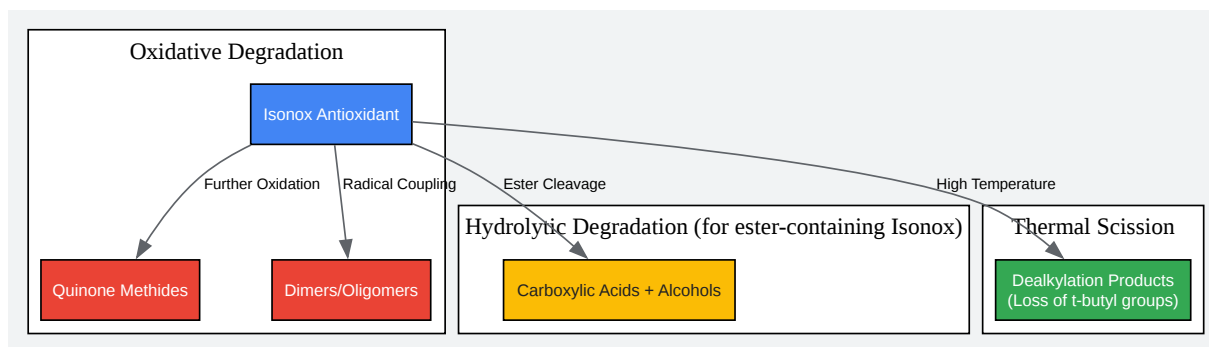 Oxidative Degradation
Isonox Antioxidant
Further Oxidation
Radical Coupling
Ester Cleavage
High Temperature
Hydrolytic Degradation (for ester-containing Isonox)
Thermal Scission
Quinone Methides
Dimers/Oligomers
Carboxylic Acids + Alcohols
Dealkylation Products
(Loss of t-butyl groups)